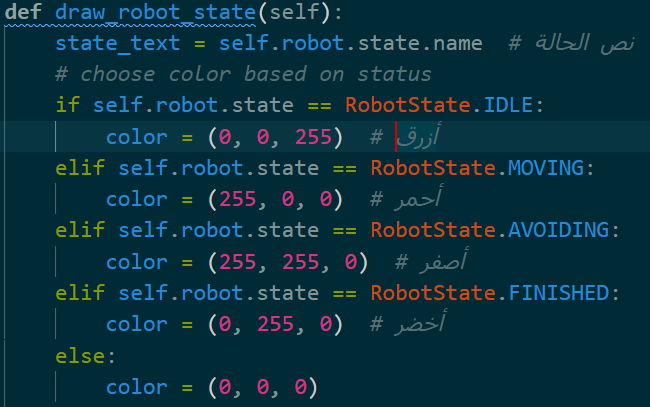 def draw_robot_state(self):
    state_text = self.robot.state.name  # نص الحالة
    # choose color based on status
    if self.robot.state == RobotState.IDLE:
        color = (0, 0, 255)  # أزرق
    elif self.robot.state == RobotState.MOVING:
        color = (255, 0, 0)  # أحمر
    elif self.robot.state == RobotState.AVOIDING:
        color = (255, 255, 0)  # أصفر
    elif self.robot.state == RobotState.FINISHED:
        color = (0, 255, 0)  # أخضر
    else:
        color = (0, 0, 0)